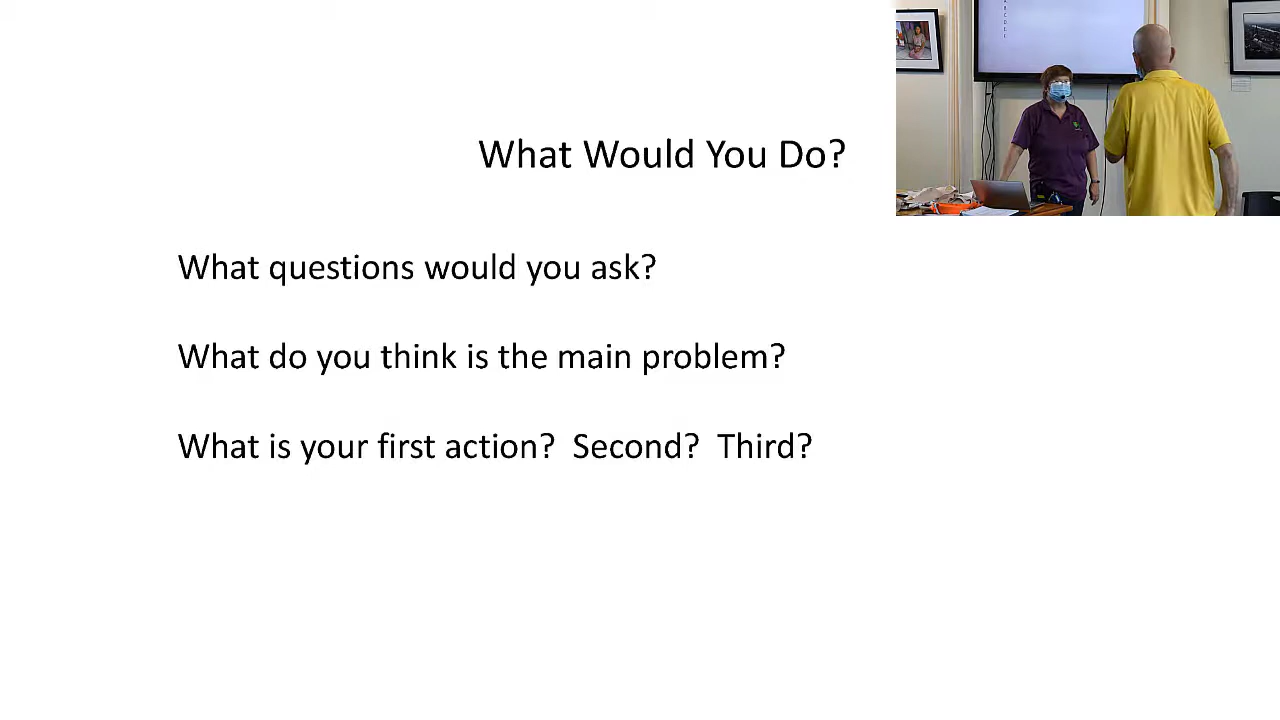 What Would You Do?
What questions would you ask?
What do you think is the main problem?
What is your first action?  Second?  Third?